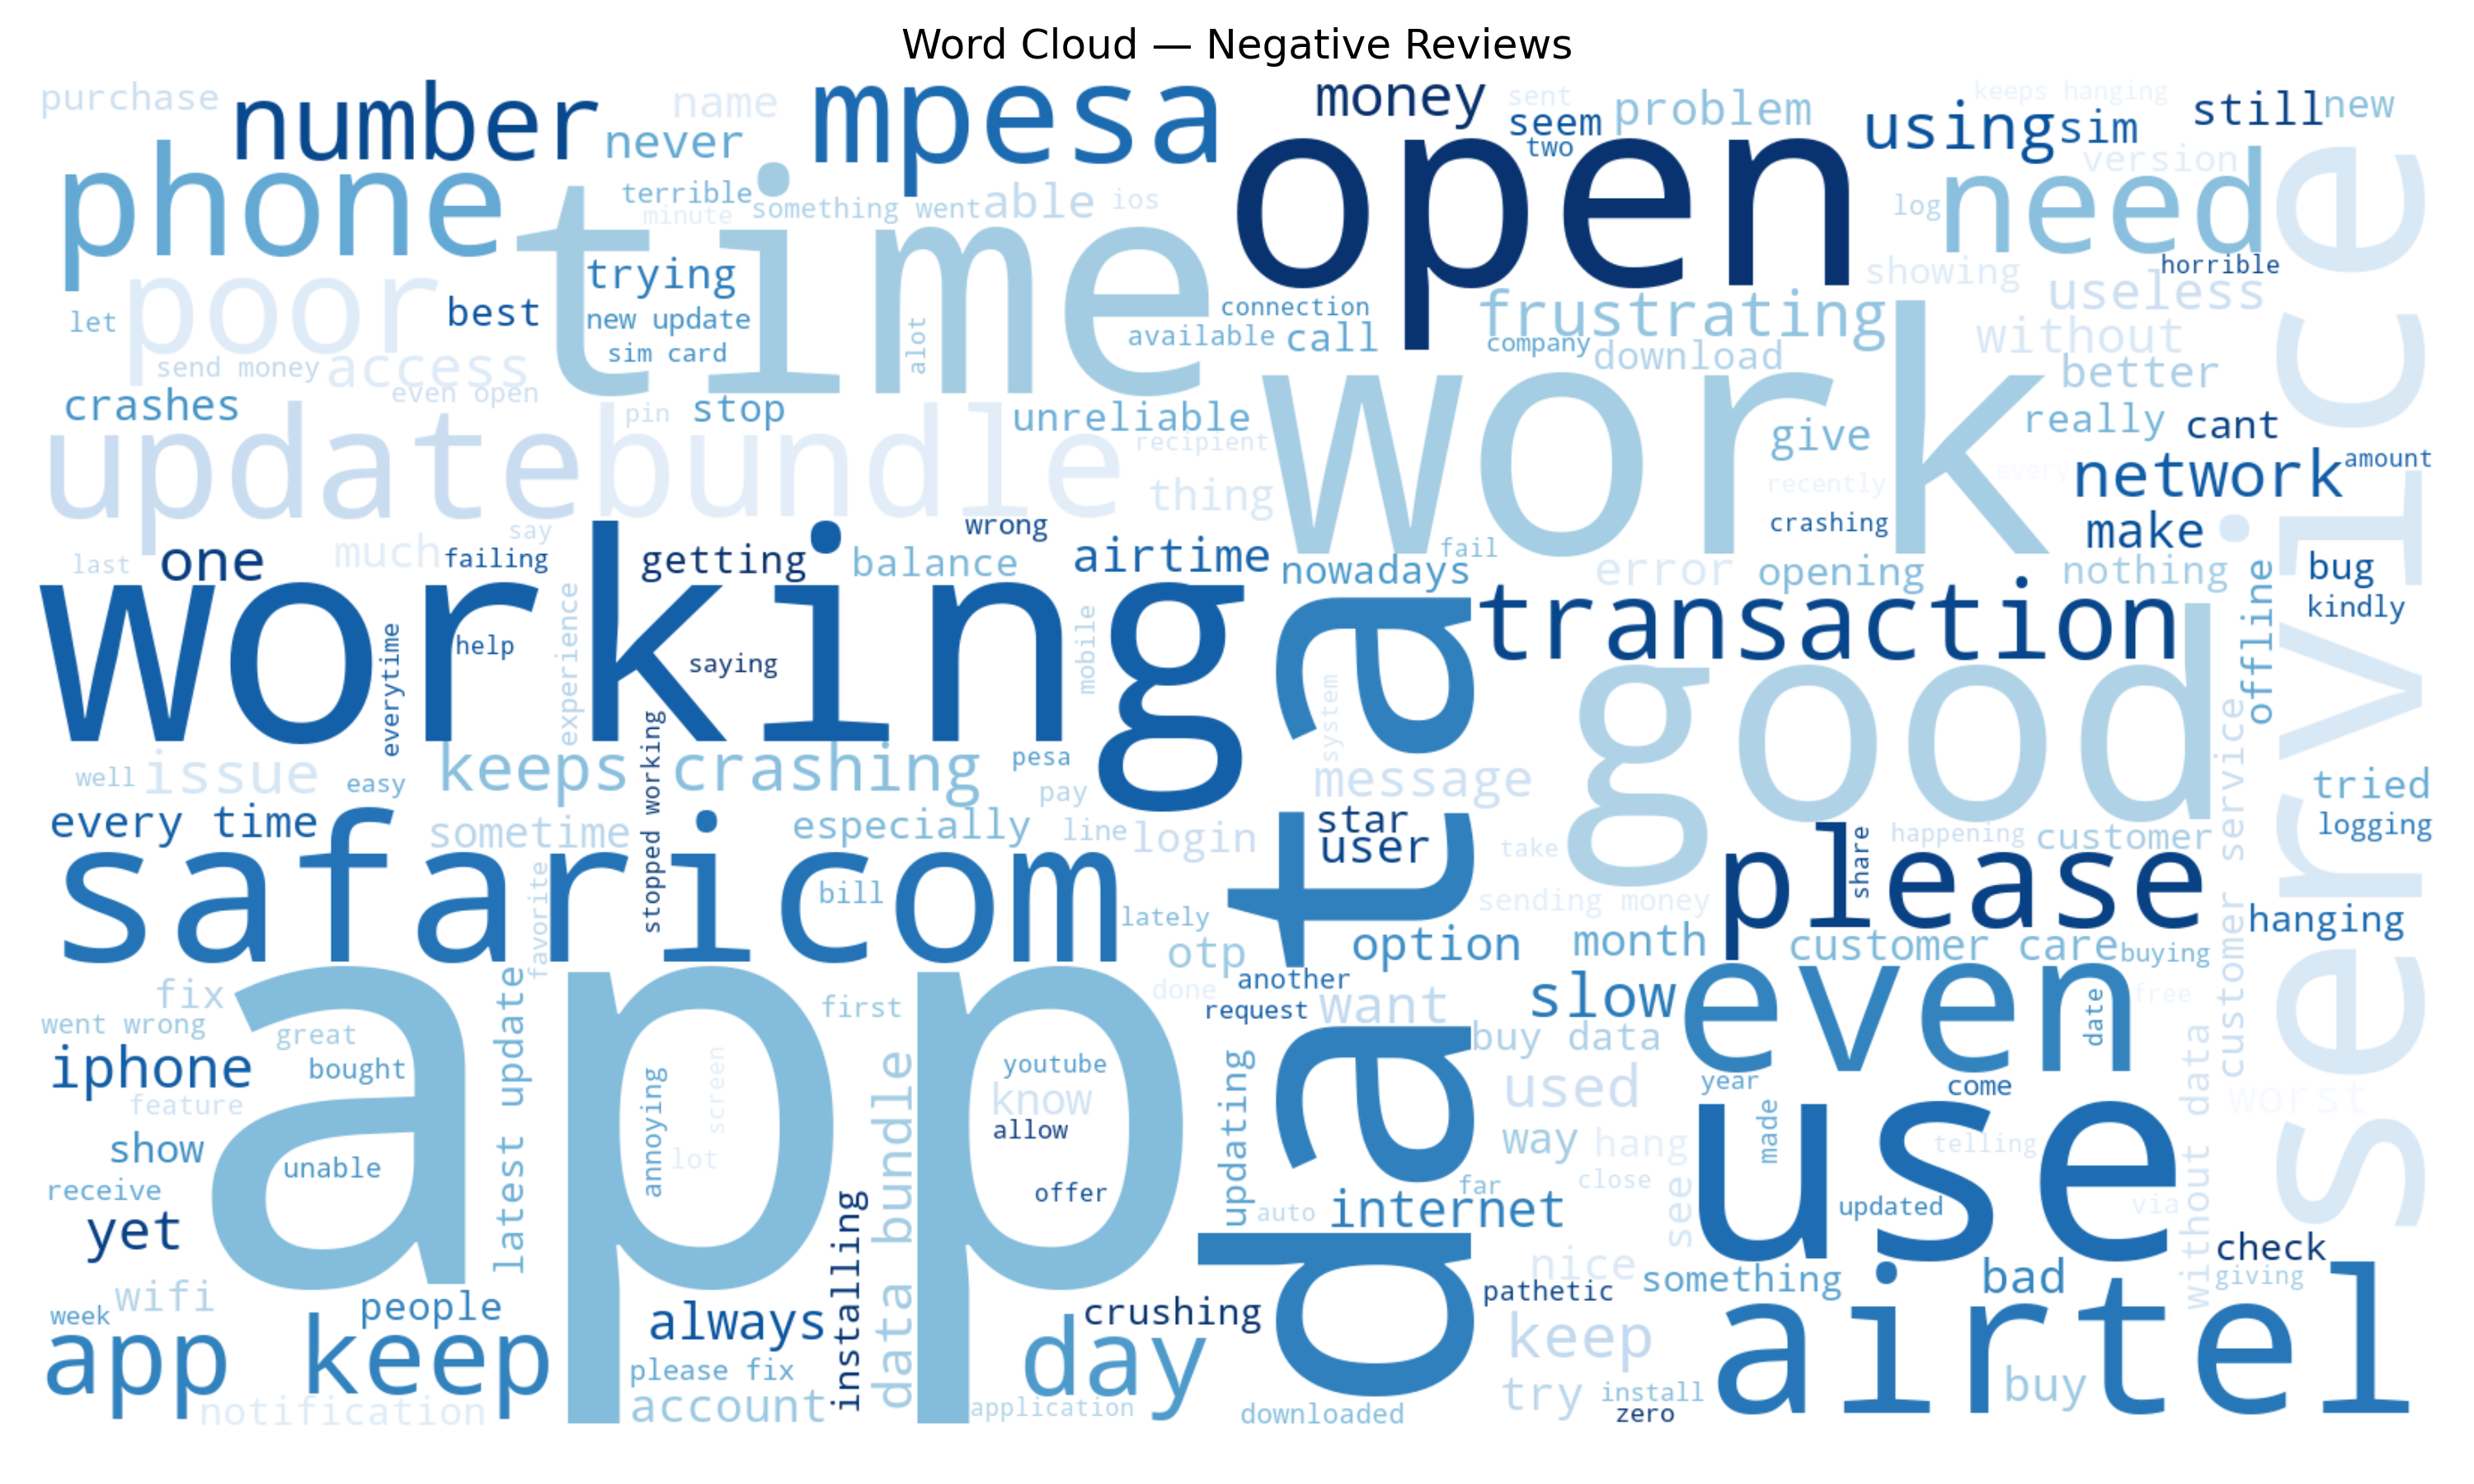 Word Cloud — Negative Reviews
purchase
number
name
never
mpesa
money
sent
seem
two
problem
keeps hanging
using
sim
still
new
version
phone
time
terrible
minute
something went
able
ios
open
log
need
service
poor
best
trying
new update
sim card
let
send money
access
even open
alot
connection
available
call
frustrating
company
download
showing
horrible
useless
without
better
crashes
update
bundle
pin
stop
unreliable
recipient
thing
work
give
recently
crashing
every
really
cant
network
amount
make
say
last
one
much
failing
getting
wrong
balance
airtime
nowadays
fail
error
opening
nothing
bug
kindly
offline
working
help
everytime
experience
saying
mobile
data
transaction
system
good
customer service
well
issue
easy
keeps crashing
stopped working
pesa
pay
message
tried
logging
every time
sometime
especially
line
login
star
user
take
happening
customer
please
share
safaricom
favorite
bill
lately
otp
sending money
option
month
customer care
buying
hanging
fix
went wrong
great
latest update
app
first
another
done
request
want
slow
even
date
free
buy data
iphone
bought
feature
annoying
screen
lot
data bundle
youtube
know
allow
offer
updating
used
year
come
worst
without data
show
unable
receive
yet
installing
way
hang
close
see
made
use
telling
updated
via
far
auto
internet
check
giving
wifi
week
people
app keep
notification
always
please fix
account
crushing
day
application
downloaded
nice
pathetic
something
bad
keep
try
install
zero
buy
airtel